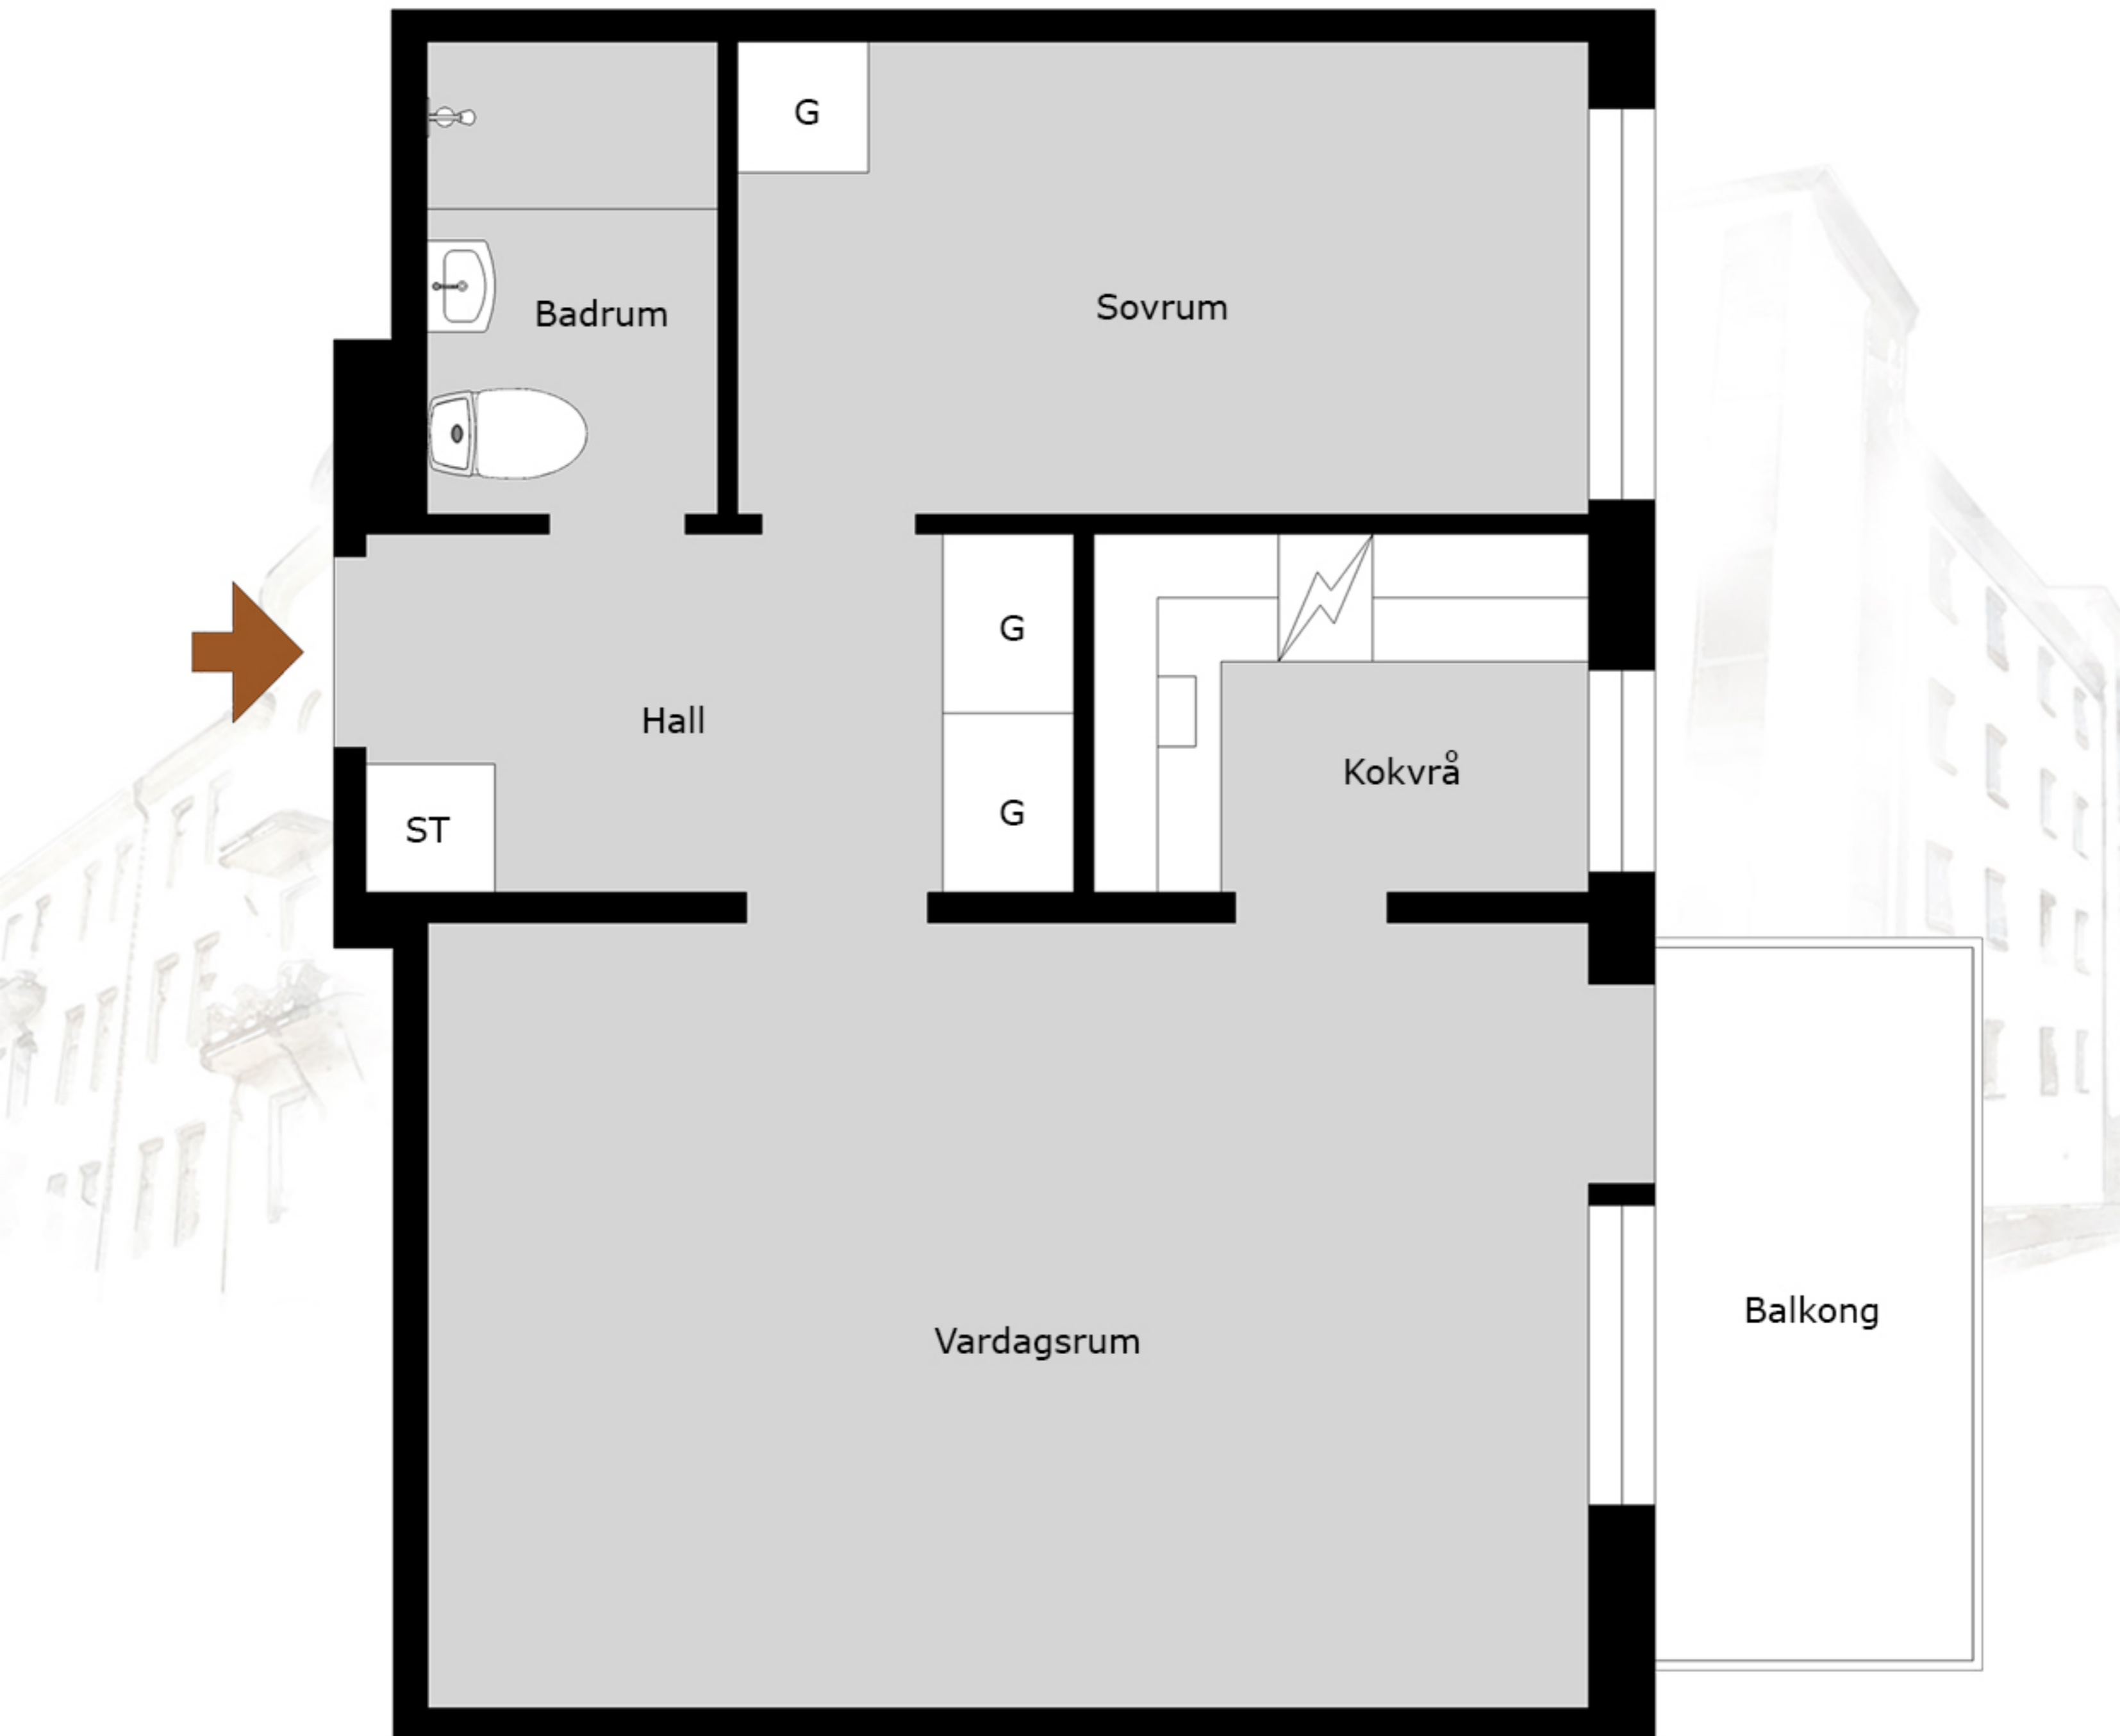 G
Badrum
Sovrum
G
Hall
Kokvrå
G
ST
Balkong
Vardagsrum